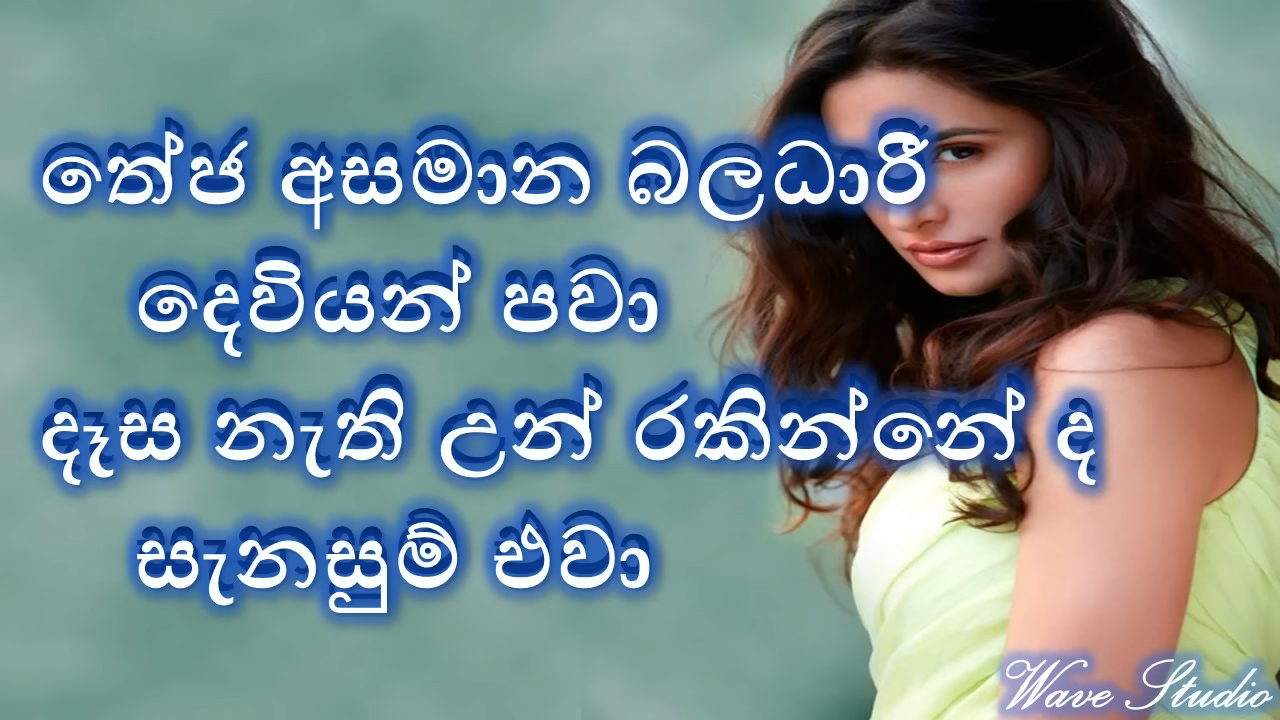 තේජ අසමාන බලධාරී
දෙවියන් පවා
දෑස නැති උන් රකින්නේ ද
සැනසුම් එවා
Wave Studio